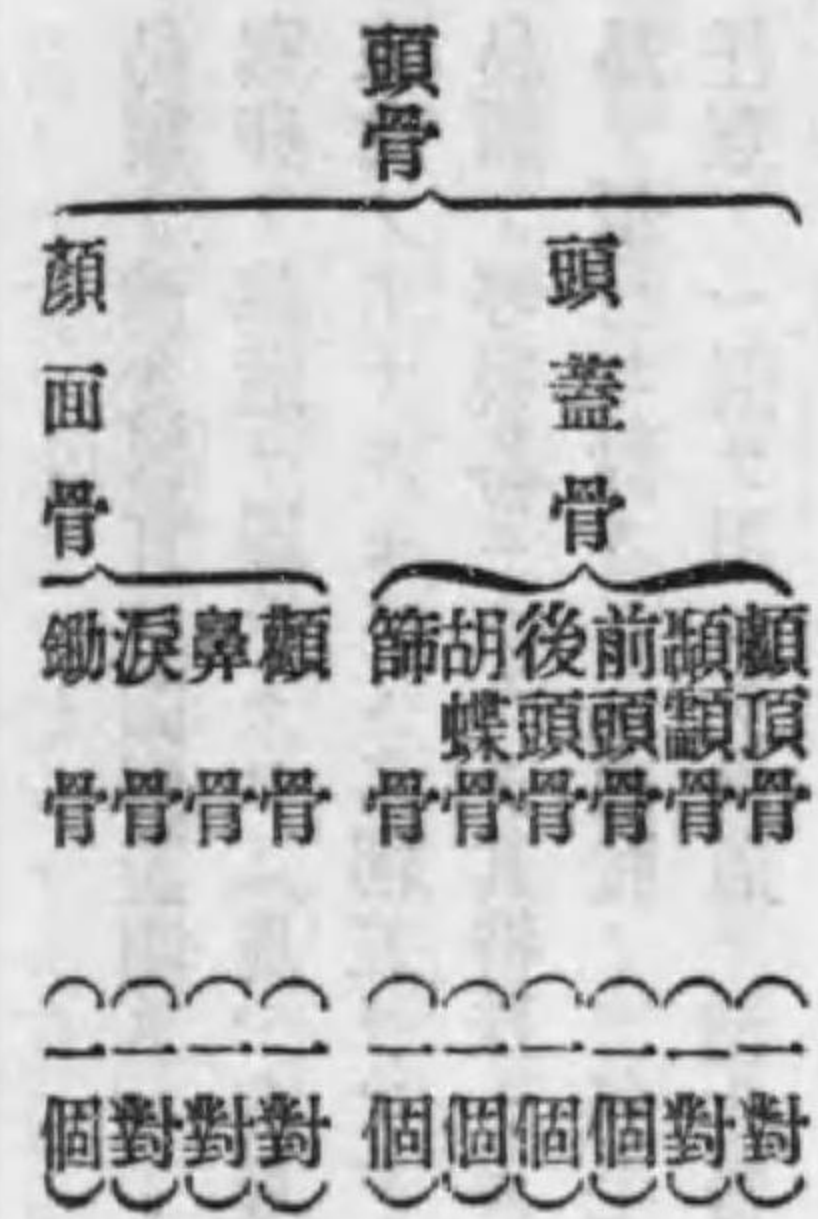 頭骨
頭蓋骨
顱頂骨(一對)
顳顬骨(一對)
前頭骨(一個)
後頭骨(一個)
胡蝶骨(一個)
篩骨(一個)
顔面骨
顴骨(一對)
鼻骨(一對)
淚骨(一對)
鋤骨(一個)